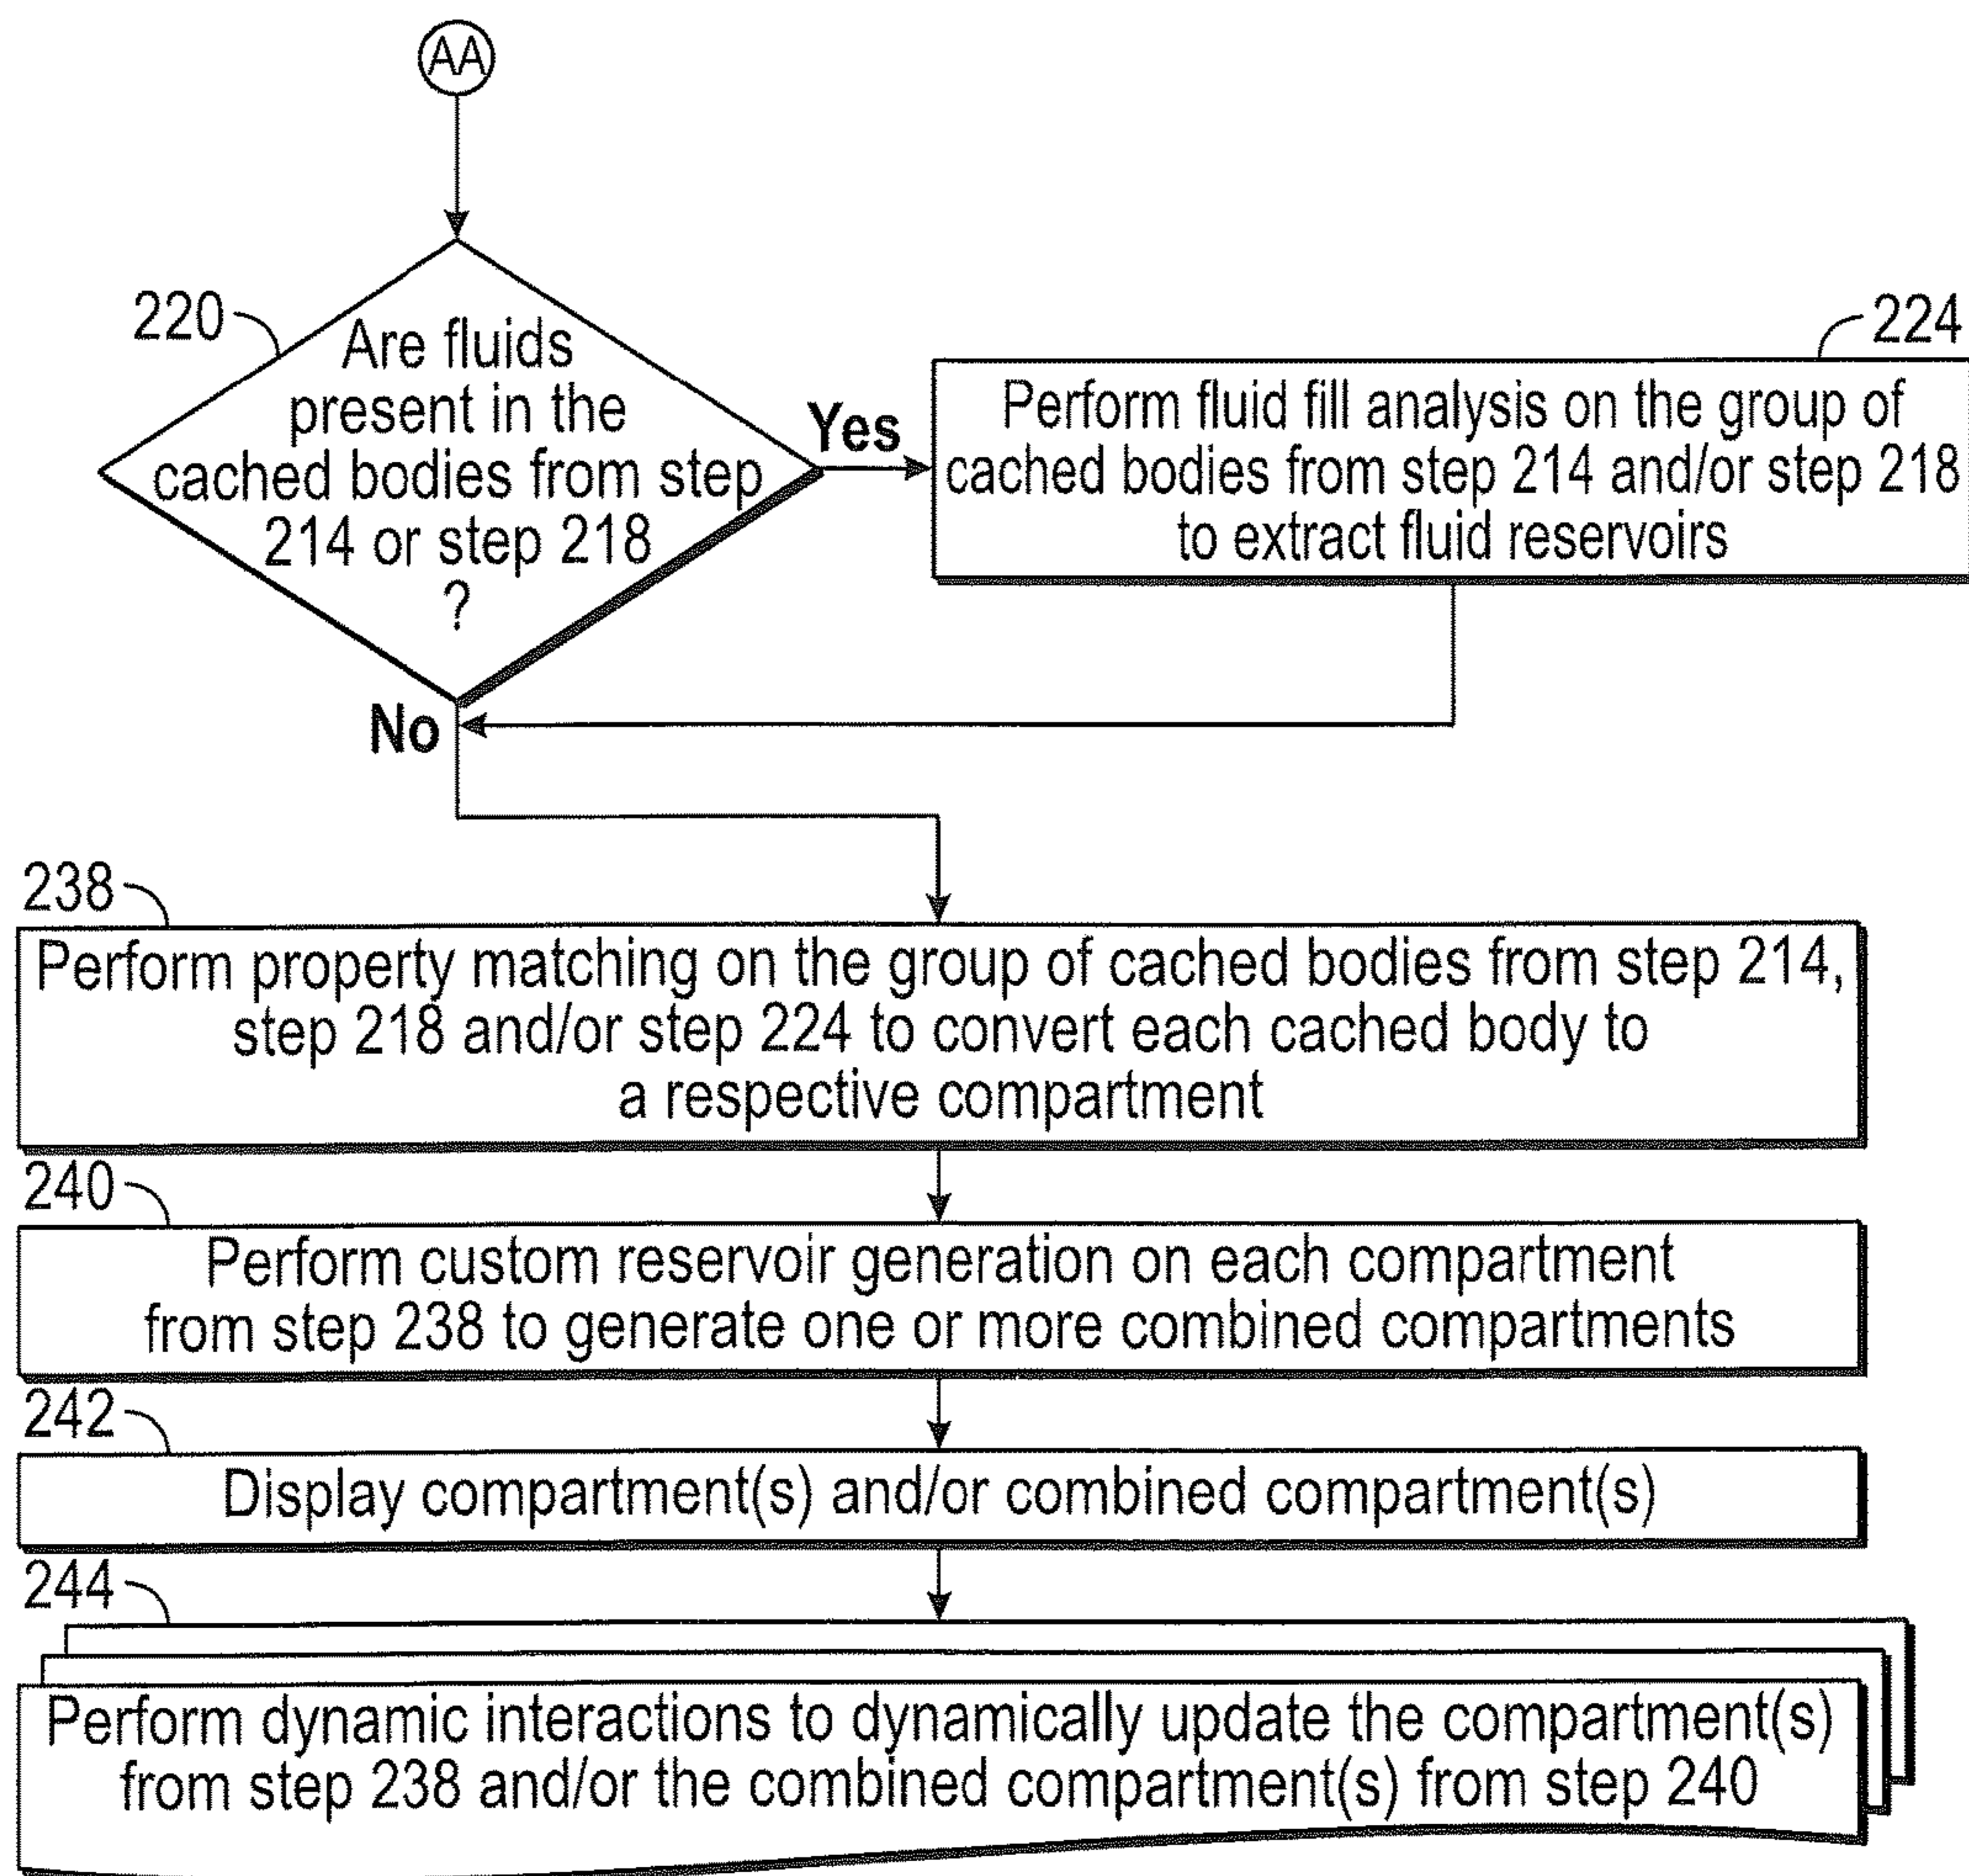 AA
220
Are fluids
present in the
cached bodies from step
214 or step 218
?
Yes
224
Perform fluid fill analysis on the group of
cached bodies from step 214 and/or step 218
to extract fluid reservoirs
No
238
Perform property matching on the group of cached bodies from step 214,
step 218 and/or step 224 to convert each cached body to
a respective compartment
240
Perform custom reservoir generation on each compartment
from step 238 to generate one or more combined compartments
242
Display compartment(s) and/or combined compartment(s)
244
Perform dynamic interactions to dynamically update the compartment(s)
from step 238 and/or the combined compartment(s) from step 240